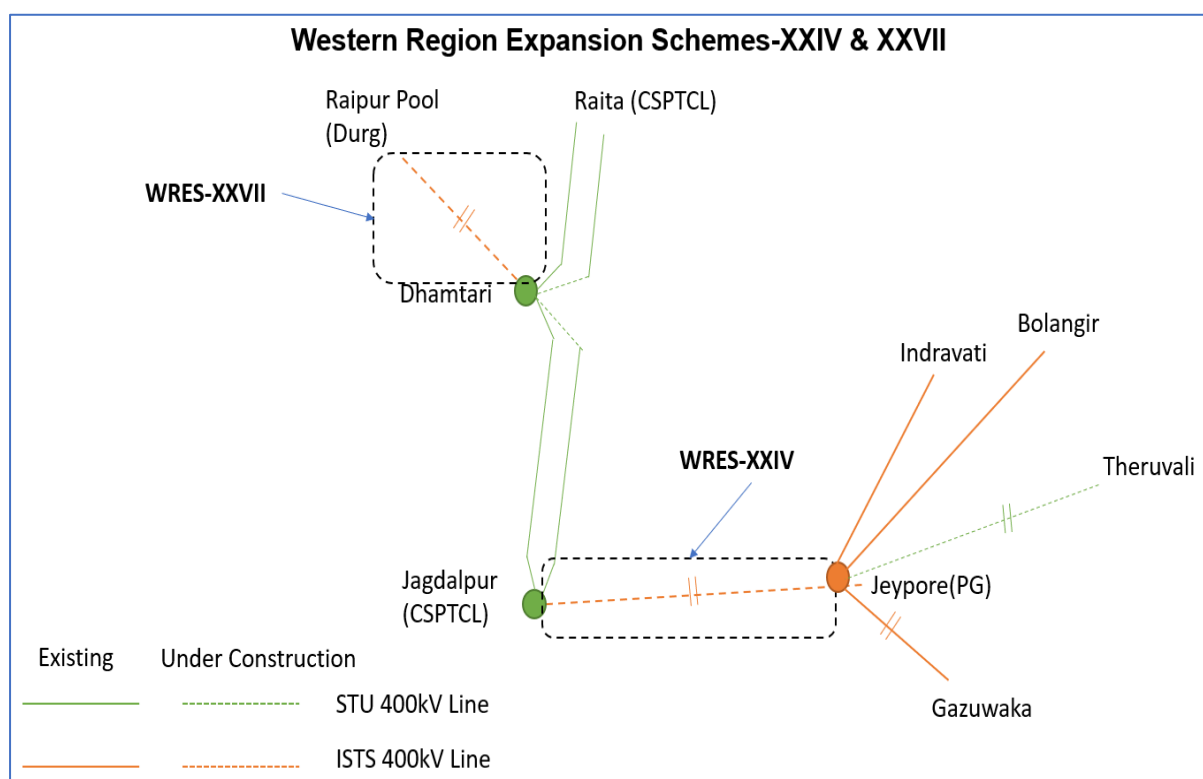 Western Region Expansion Schemes-XXIV & XXVII
Raipur Pool
(Durg)
Raita (CSPTCL)
WRES-XXVII
Dhamtari
Bolangir
Indravati
WRES-XXIV
Theruvali
Jagdalpur
(CSPTCL)
Jeypore(PG)
Gazuwaka
Existing
Under Construction
STU 400kV Line
ISTS 400kV Line